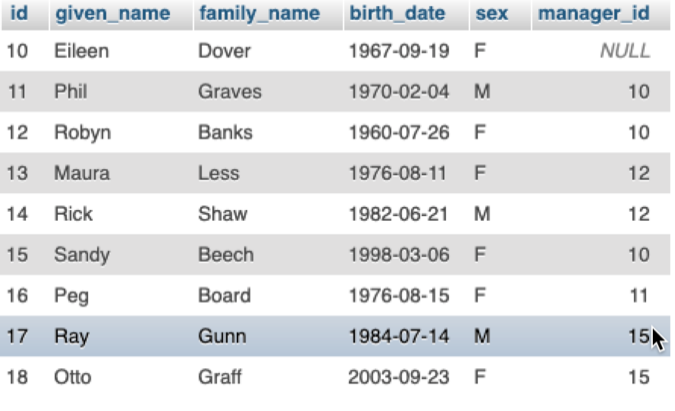 id given_name family_name birth_date sex manager_id
10 Eileen Dover 1967-09-19 F NULL
11 Phil Graves 1970-02-04 M 10
12 Robyn Banks 1960-07-26 F 10
13 Maura Less 1976-08-11 F 12
14 Rick Shaw 1982-06-21 M 12
15 Sandy Beech 1998-03-06 F 10
16 Peg Board 1976-08-15 F 11
17 Ray Gunn 1984-07-14 M 15
18 Otto Graff 2003-09-23 F 15